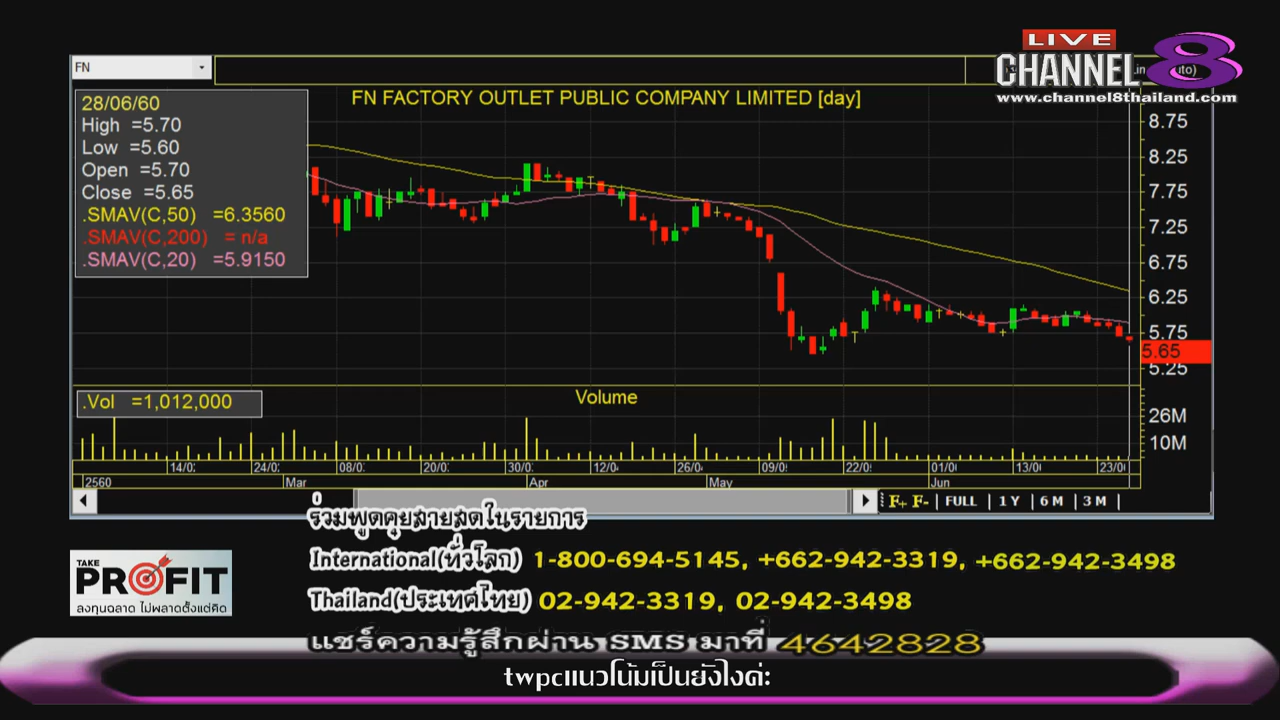 LIVE
CHANNEL 8
www.channel8thailand.com
FN
FN FACTORY OUTLET PUBLIC COMPANY LIMITED [day]
28/06/60
High =5.70
Low =5.60
Open =5.70
Close =5.65
.SMAV(C,50) =6.3560
.SMAV(C,200) = n/a
.SMAV(C,20) =5.9150
8.75
8.25
7.75
7.25
6.75
6.25
5.75
5.65
5.25
.Vol =1,012,000
Volume
26M
10M
14/0 24/0 08/0 20/0 30/0 12/0 26/0 09/0 22/0 01/0 13/0 23/0
2560 Mar Apr May Jun
F+ F- | FULL | 1 Y | 6 M | 3 M |
ร่วมพูดคุยสายสดในรายการ
International(ทั่วโลก) 1-800-694-5145, +662-942-3319, +662-942-3498
Thailand(ประเทศไทย) 02-942-3319, 02-942-3498
แชร์ความรู้สึกผ่าน SMS มาที่ 4642828
TAKE
PROFIT
ลงทุนฉลาด ไม่พลาดตั้งแต่คิด
twpcแนวโน้มเป็นยังไงค่ะ